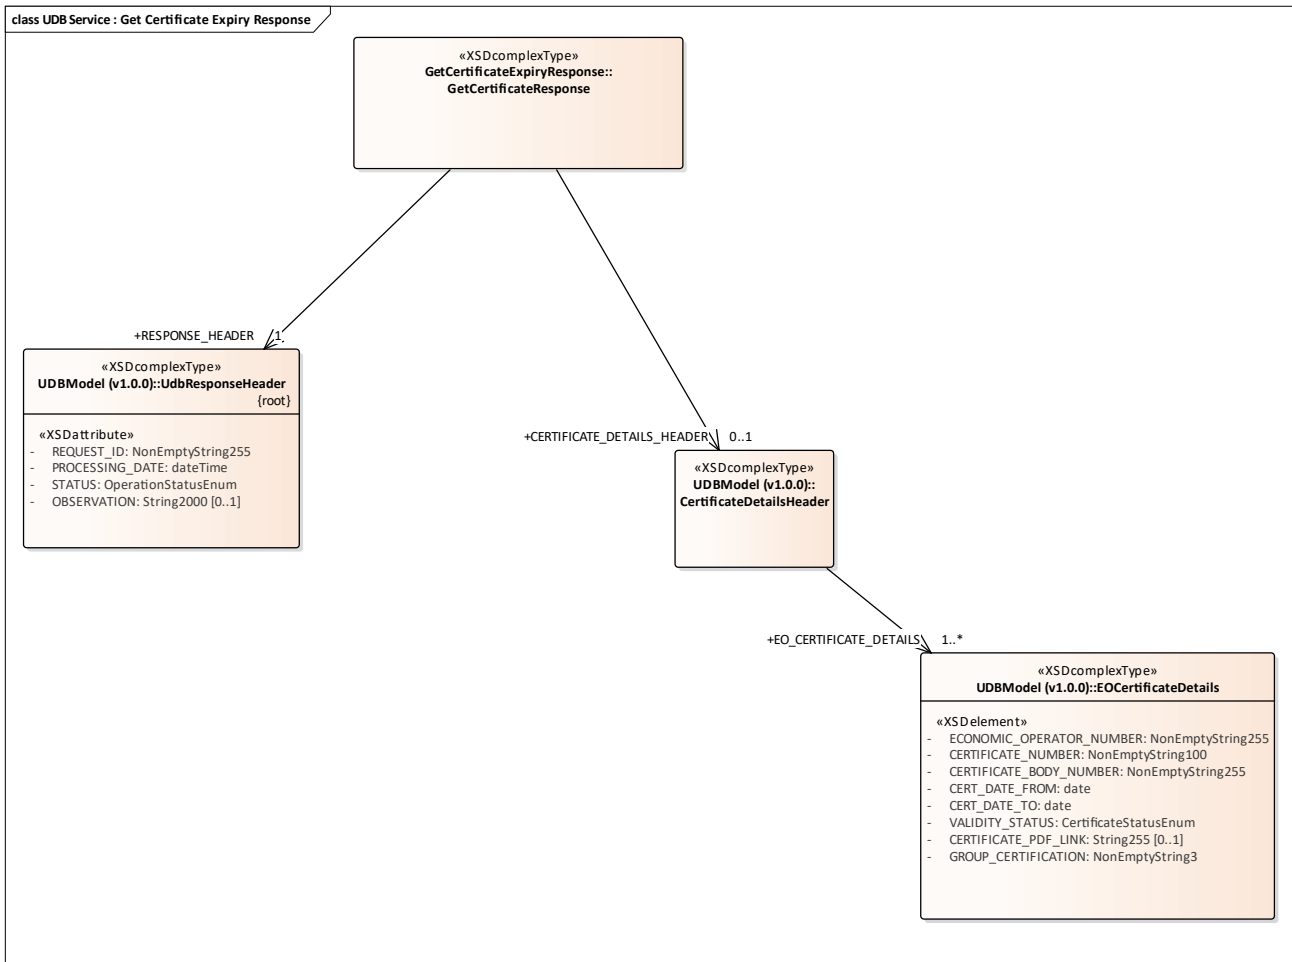 class UDB Service : Get Certificate Expiry Response
«XSDcomplexType»
GetCertificateExpiryResponse::
GetCertificateResponse
+RESPONSE_HEADER 1
«XSDcomplexType»
UDBModel (v1.0.0)::UdbResponseHeader
{root}
«XSDattribute»
- REQUEST_ID: NonEmptyString255
- PROCESSING_DATE: dateTime
- STATUS: OperationStatusEnum
- OBSERVATION: String2000 [0..1]
+CERTIFICATE_DETAILS_HEADER 0..1
«XSDcomplexType»
UDBModel (v1.0.0)::
CertificateDetailsHeader
+EO_CERTIFICATE_DETAILS 1..*
«XSDcomplexType»
UDBModel (v1.0.0)::EOCertificateDetails
«XSDelement»
- ECONOMIC_OPERATOR_NUMBER: NonEmptyString255
- CERTIFICATE_NUMBER: NonEmptyString100
- CERTIFICATE_BODY_NUMBER: NonEmptyString255
- CERT_DATE_FROM: date
- CERT_DATE_TO: date
- VALIDITY_STATUS: CertificateStatusEnum
- CERTIFICATE_PDF_LINK: String255 [0..1]
- GROUP_CERTIFICATION: NonEmptyString3